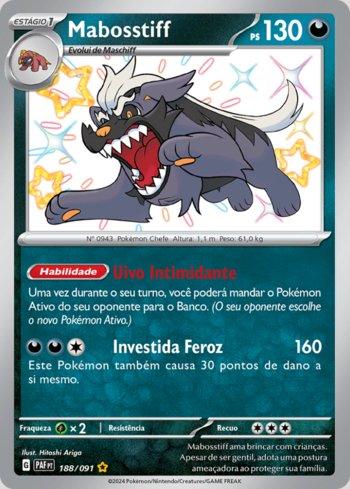 ESTÁGIO 1
Mabosstiff
PS 130
Evolui de Maschiff
Nº 0943 Pokémon Chefe Altura: 1,1 m Peso: 61,0 kg
Habilidade Uivo Intimidante
Uma vez durante o seu turno, você poderá mandar o Pokémon
Ativo do seu oponente para o Banco. (O seu oponente escolhe
o novo Pokémon Ativo.)
Investida Feroz 160
Este Pokémon também causa 30 pontos de dano a
si mesmo.
Fraqueza ×2 Resistência Recuo
Ilust. Hitoshi Ariga
G PAF PT 188/091
Mabosstiff ama brincar com crianças.
Apesar de ser gentil, adota uma postura
ameaçadora ao proteger sua família.
©2024 Pokémon/Nintendo/Creatures/GAME FREAK